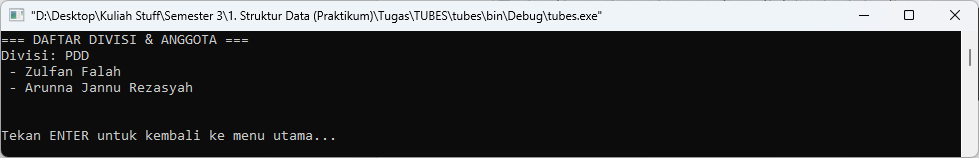 "D:\Desktop\Kuliah Stuff\Semester 3\1. Struktur Data (Praktikum)\Tugas\TUBES\tubes\bin\Debug\tubes.exe"
=== DAFTAR DIVISI & ANGGOTA ===
Divisi: PDD
 - Zulfan Falah
 - Arunna Jannu Rezasyah
Tekan ENTER untuk kembali ke menu utama...